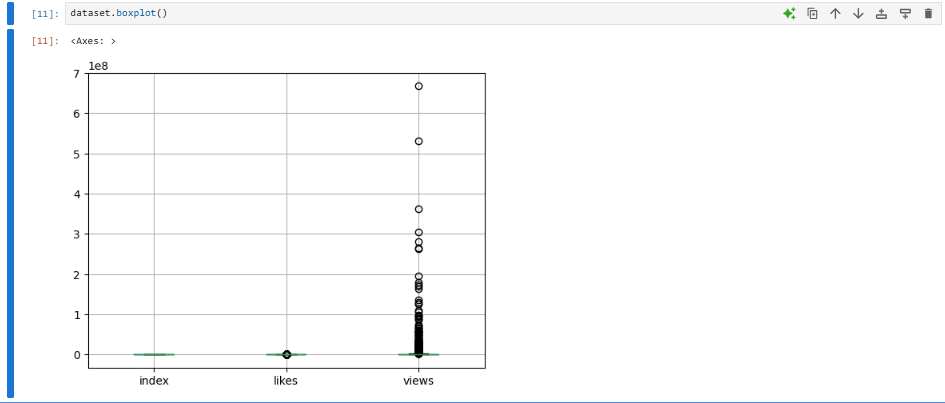 [11]: dataset.boxplot()
[11]: <Axes: >
1e8
7
6
5
4
3
2
1
0
index likes views